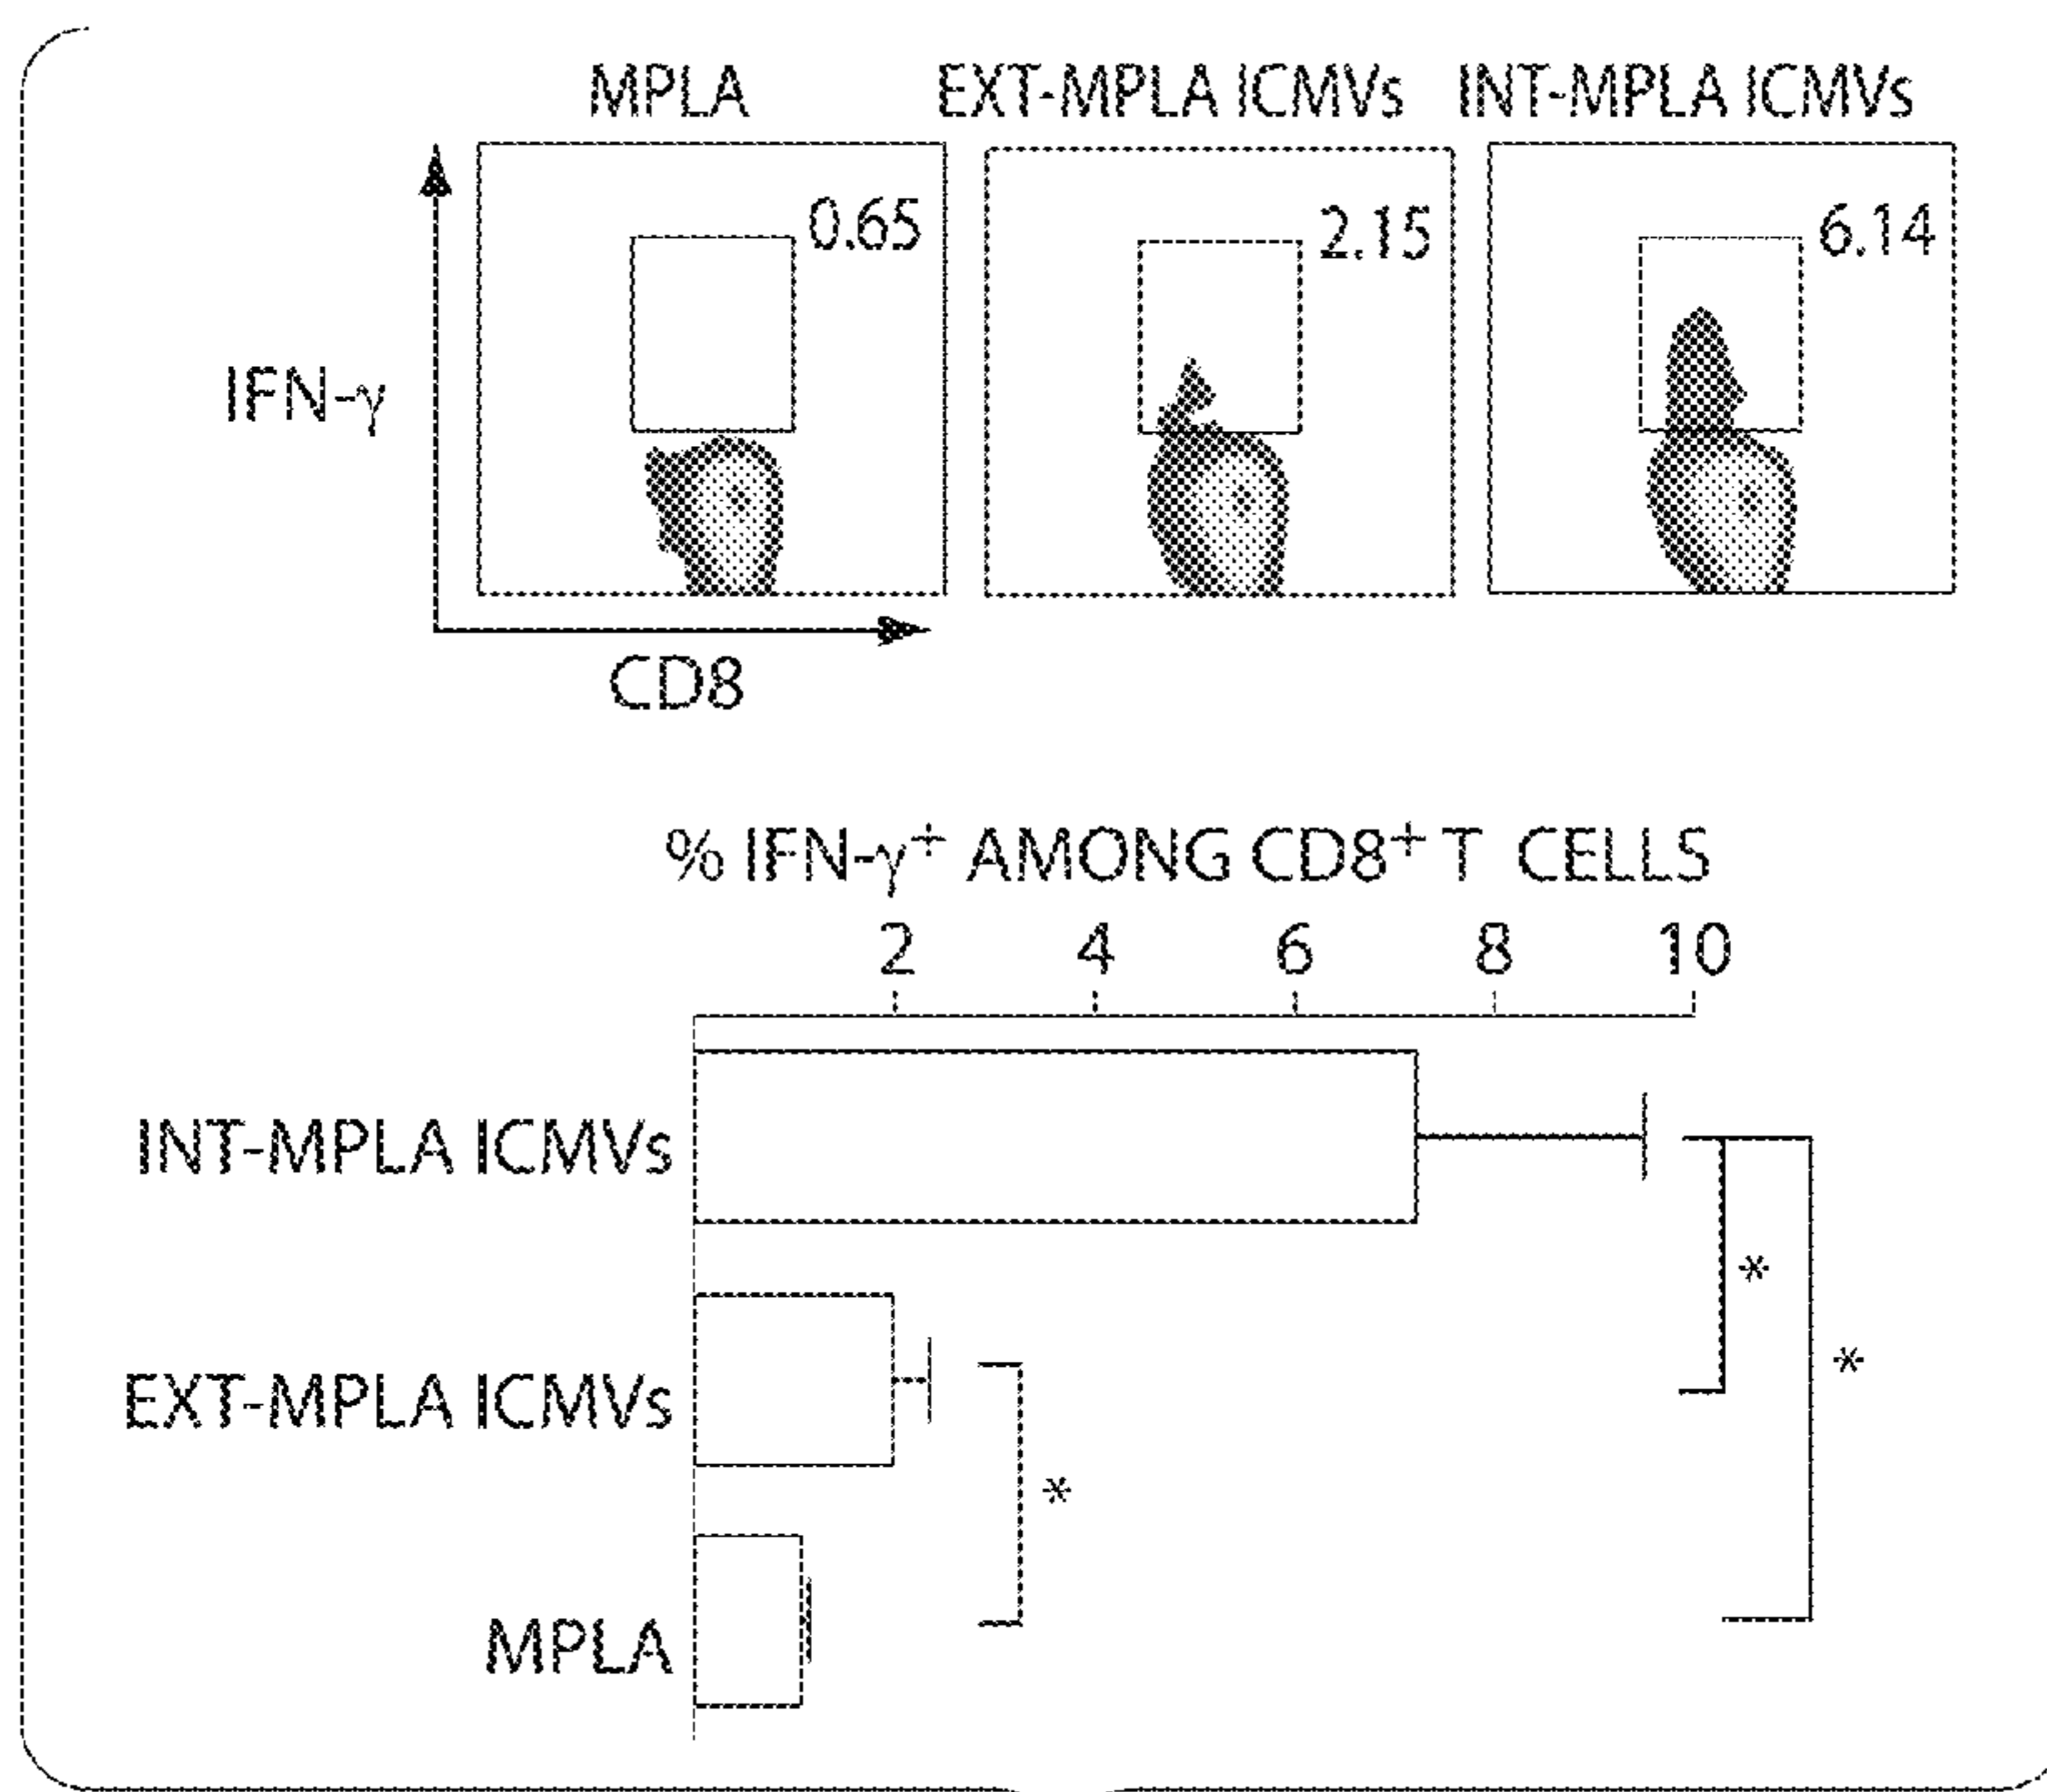 MPLA EXT-MPLA ICMVs INT-MPLA ICMVs
0.65 2.15 6.14
IFN-γ
CD8
% IFN-γ+ AMONG CD8+ T CELLS
2 4 6 8 10
INT-MPLA ICMVs
*
EXT-MPLA ICMVs
*
*
MPLA